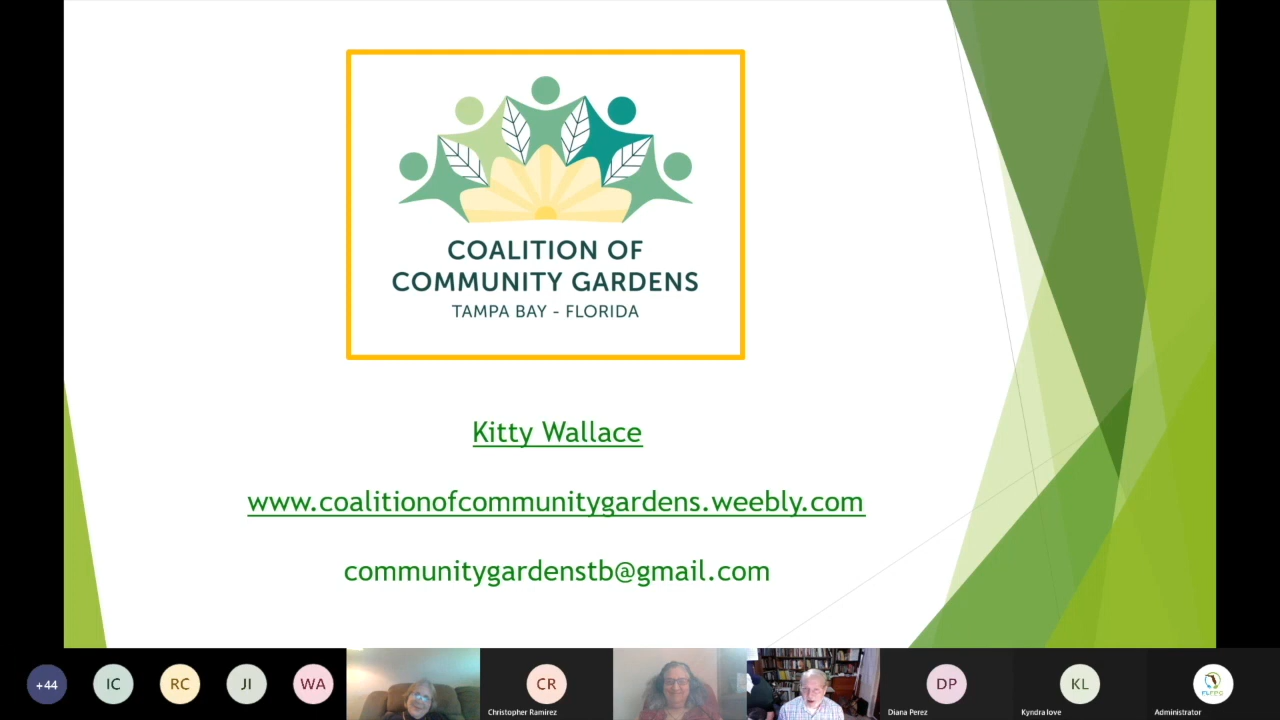 COALITION OF
COMMUNITY GARDENS
TAMPA BAY - FLORIDA
Kitty Wallace
www.coalitionofcommunitygardens.weebly.com
communitygardenstb@gmail.com
+44
IC
RC
JI
WA
CR
Christopher Ramirez
DP
Diana Perez
KL
Kyndra love
FLFPC
Administrator